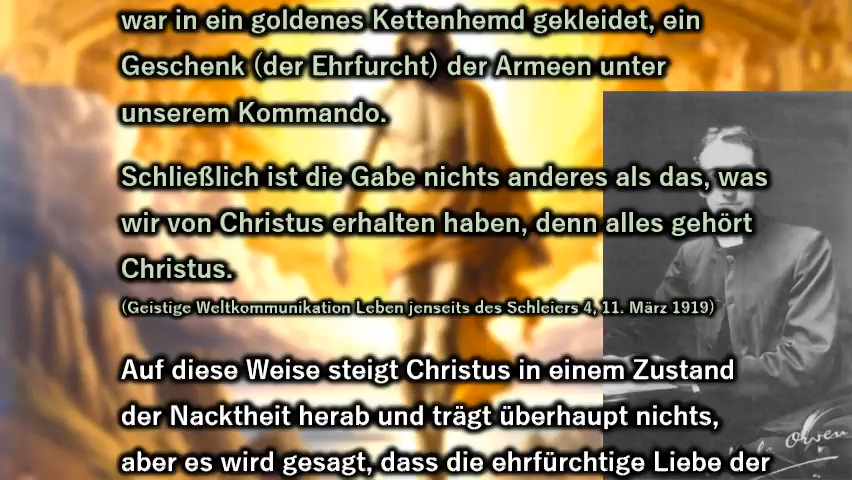 war in ein goldenes Kettenhemd gekleidet, ein
Geschenk (der Ehrfurcht) der Armeen unter
unserem Kommando.
Schließlich ist die Gabe nichts anderes als das, was
wir von Christus erhalten haben, denn alles gehört
Christus.
(Geistige Weltkommunikation Leben jenseits des Schleiers 4, 11. März 1919)
Auf diese Weise steigt Christus in einem Zustand
der Nacktheit herab und trägt überhaupt nichts,
aber es wird gesagt, dass die ehrfürchtige Liebe der
Owen